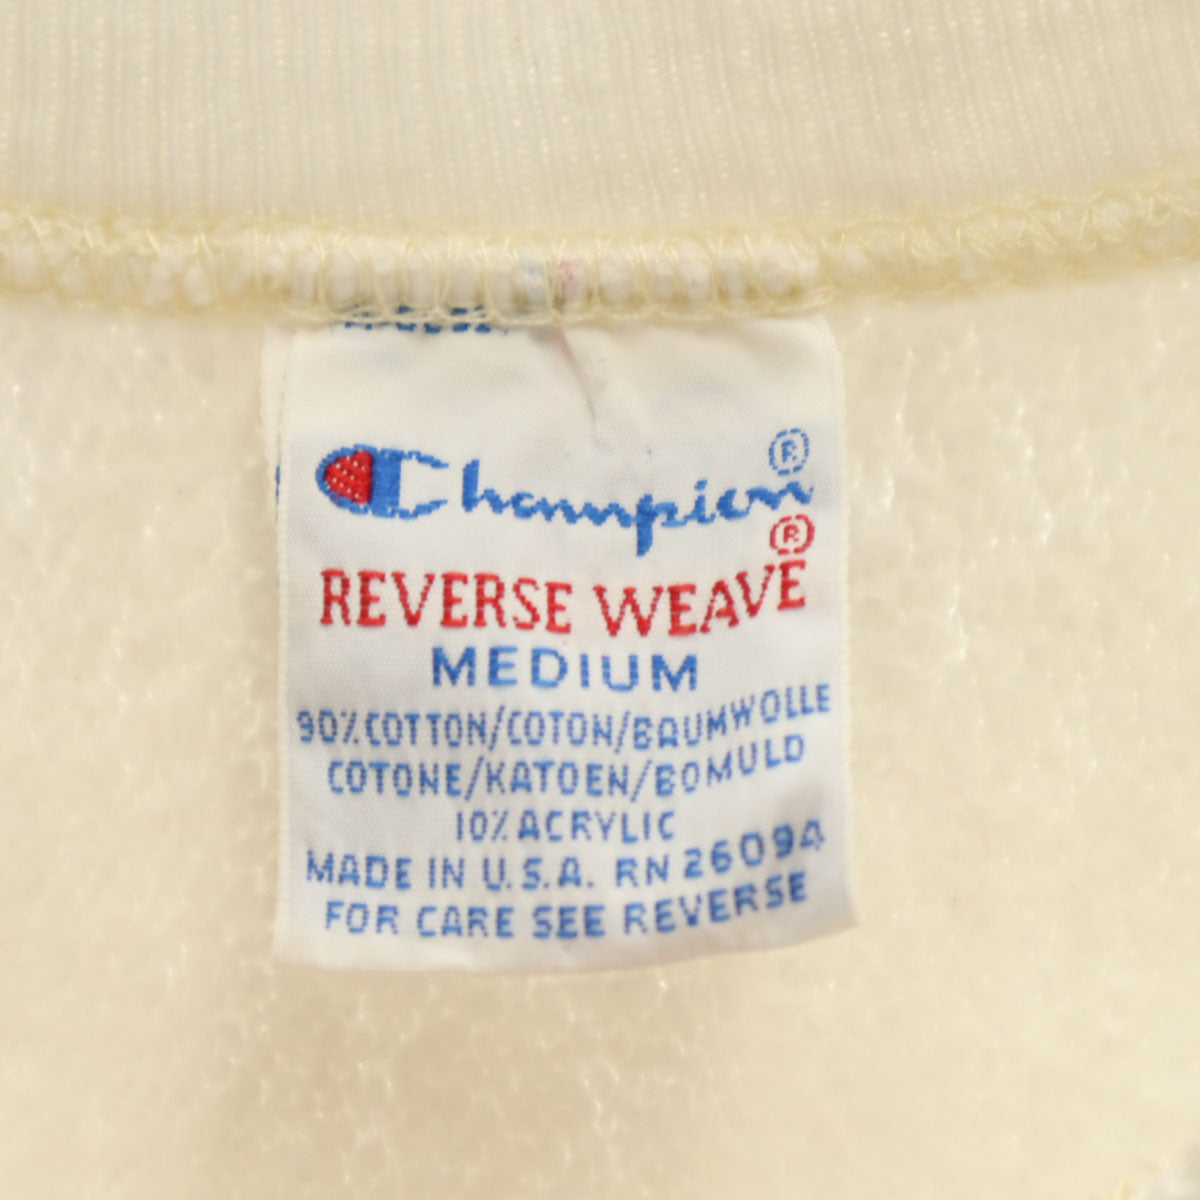 Champion®
REVERSE WEAVE®
MEDIUM
90% COTTON/COTON/BAUMWOLLE
COTONE/KATOEN/BOMULD
10% ACRYLIC
MADE IN U.S.A. RN 26094
FOR CARE SEE REVERSE